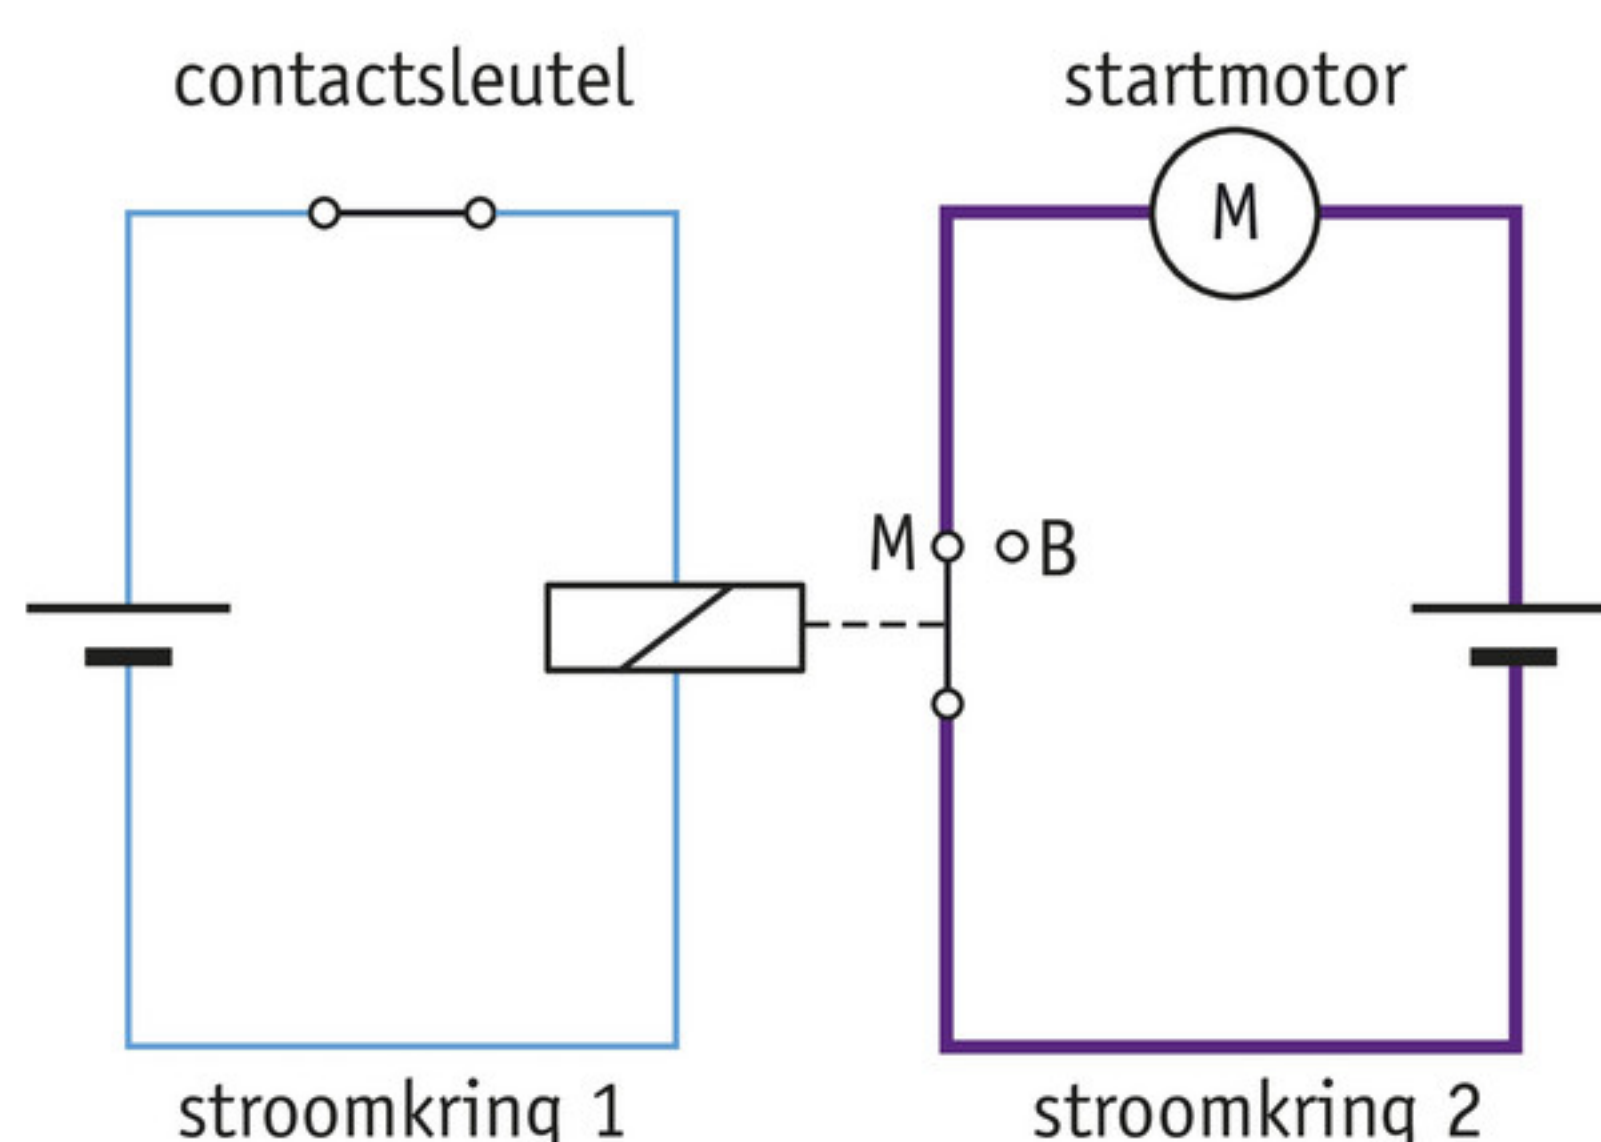 contactsleutel
startmotor
M
M
B
stroomkring 1
stroomkring 2